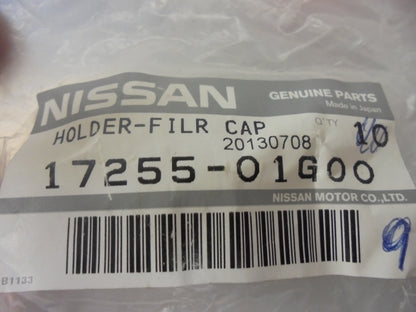 NISSAN GENUINE PARTS
Made in Japan
HOLDER-FILR CAP Q'TY 10
20130708
17255-01G00
NISSAN MOTOR CO.,LTD.
9
B1133